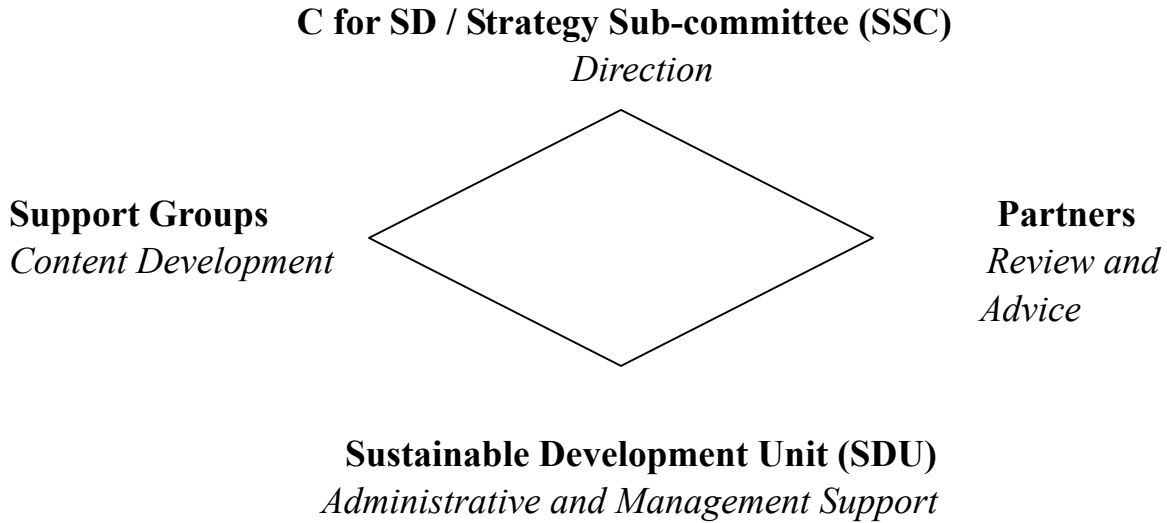 C for SD / Strategy Sub-committee (SSC)
Direction
Support Groups
Content Development
Partners
Review and
Advice
Sustainable Development Unit (SDU)
Administrative and Management Support